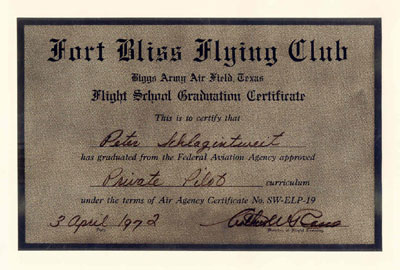 Fort Bliss Flying Club
Biggs Army Air Field, Texas
Flight School Graduation Certificate
This is to certify that
Peter Schlagintweit
has graduated from the Federal Aviation Agency approved
Private Pilot curriculum
under the terms of Air Agency Certificate No. SW-ELP-19
3 April 1972
Date